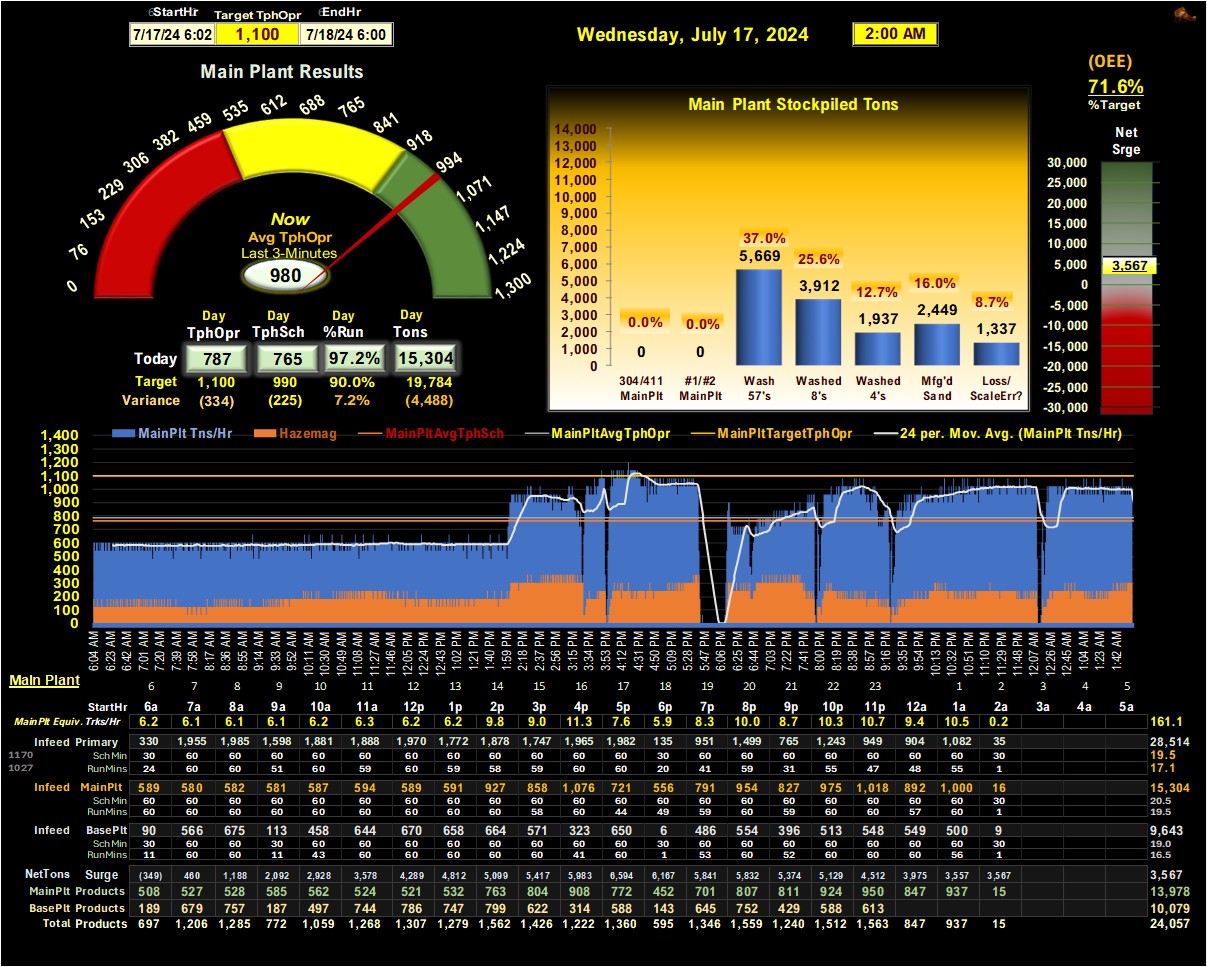 StartHr Target TphOpr EndHr
7/17/24 6:02 1,100 7/18/24 6:00
Wednesday, July 17, 2024 2:00 AM
Main Plant Results
0 76 153 229 306 382 459 535 612 688 765 841 918 994 1,071 1,147 1,224 1,300
Now
Avg TphOpr
Last 3-Minutes
980
Day Day Day Day
TphOpr TphSch %Run Tons
Today 787 765 97.2% 15,304
Target 1,100 990 90.0% 19,784
Variance (334) (225) 7.2% (4,488)
Main Plant Stockpiled Tons
14,000
13,000
12,000
11,000
10,000
9,000
8,000
7,000
6,000
5,000
4,000
3,000
2,000
1,000
0
0.0% 0.0% 37.0% 25.6% 12.7% 16.0% 8.7%
0 0 5,669 3,912 1,937 2,449 1,337
304/411 #1/#2 Wash Washed Washed Mfg'd Loss/
MainPlt MainPlt 57's 8's 4's Sand ScaleErr?
(OEE)
71.6%
%Target
Net
Srge
30,000
25,000
20,000
15,000
10,000
5,000
0
-5,000
-10,000
-15,000
-20,000
-25,000
-30,000
3,567
MainPlt Tns/Hr Hazemag MainPltAvgTphSch MainPltAvgTphOpr MainPltTargetTphOpr 24 per. Mov. Avg. (MainPlt Tns/Hr)
1,400
1,300
1,200
1,100
1,000
900
800
700
600
500
400
300
200
100
0
6:04 AM 6:23 AM 6:42 AM 7:01 AM 7:20 AM 7:39 AM 7:58 AM 8:17 AM 8:36 AM 8:55 AM 9:14 AM 9:33 AM 9:52 AM 10:11 AM 10:30 AM 10:49 AM 11:08 AM 11:27 AM 11:46 AM 12:05 PM 12:24 PM 12:43 PM 1:02 PM 1:21 PM 1:40 PM 1:59 PM 2:18 PM 2:37 PM 2:56 PM 3:15 PM 3:34 PM 3:53 PM 4:12 PM 4:31 PM 4:50 PM 5:09 PM 5:28 PM 5:47 PM 6:06 PM 6:25 PM 6:44 PM 7:03 PM 7:22 PM 7:41 PM 8:00 PM 8:19 PM 8:38 PM 8:57 PM 9:16 PM 9:35 PM 9:54 PM 10:13 PM 10:32 PM 10:51 PM 11:10 PM 11:29 PM 11:48 PM 12:07 AM 12:26 AM 12:45 AM 1:04 AM 1:23 AM 1:42 AM
Main Plant
6 7 8 9 10 11 12 13 14 15 16 17 18 19 20 21 22 23 1 2 3 4 5
StartHr 6a 7a 8a 9a 10a 11a 12p 1p 2p 3p 4p 5p 6p 7p 8p 9p 10p 11p 12a 1a 2a 3a 4a 5a
MainPlt Equiv. Trks/Hr 6.2 6.1 6.1 6.1 6.2 6.3 6.2 6.2 9.8 9.0 11.3 7.6 5.9 8.3 10.0 8.7 10.3 10.7 9.4 10.5 0.2 161.1
Infeed Primary 330 1,955 1,985 1,598 1,881 1,888 1,970 1,772 1,878 1,747 1,965 1,982 135 951 1,499 765 1,243 949 904 1,082 35 28,514
1170 SchMin 30 60 60 60 60 60 60 60 60 60 60 60 30 60 60 60 60 60 60 60 30 19.5
1027 RunMins 24 60 60 51 60 59 60 59 58 59 60 60 20 41 59 31 55 47 48 55 1 17.1
Infeed MainPlt 589 580 582 581 587 594 589 591 927 858 1,076 721 556 791 954 827 975 1,018 892 1,000 16 15,304
SchMin 60 60 60 60 60 60 60 60 60 60 60 60 60 60 60 60 60 60 60 60 30 20.5
RunMins 60 60 60 60 60 60 60 60 60 58 60 44 49 59 60 60 60 60 57 60 1 19.5
Infeed BasePlt 90 566 675 113 458 644 670 658 664 571 323 650 6 486 554 396 513 548 549 500 9 9,643
SchMin 30 60 60 30 60 60 60 60 60 60 60 60 30 60 60 60 60 60 60 60 30 19.0
RunMins 11 60 60 11 43 60 60 60 60 60 41 60 1 53 60 52 60 60 60 56 1 16.5
NetTons Surge (349) 460 1,188 2,092 2,928 3,578 4,289 4,812 5,099 5,417 5,983 6,594 6,167 5,841 5,832 5,374 5,129 4,512 3,975 3,557 3,567 3,567
MainPlt Products 508 527 528 585 562 524 521 532 763 804 908 772 452 701 807 811 924 950 847 937 15 13,978
BasePlt Products 189 679 757 187 497 744 786 747 799 622 314 588 143 645 752 429 588 613 10,079
Total Products 697 1,206 1,285 772 1,059 1,268 1,307 1,279 1,562 1,426 1,222 1,360 595 1,346 1,559 1,240 1,512 1,563 847 937 15 24,057